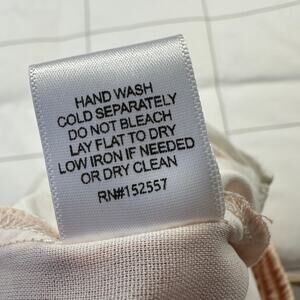 HAND WASH
COLD SEPARATELY
DO NOT BLEACH
LAY FLAT TO DRY
LOW IRON IF NEEDED
OR DRY CLEAN
RN#152557